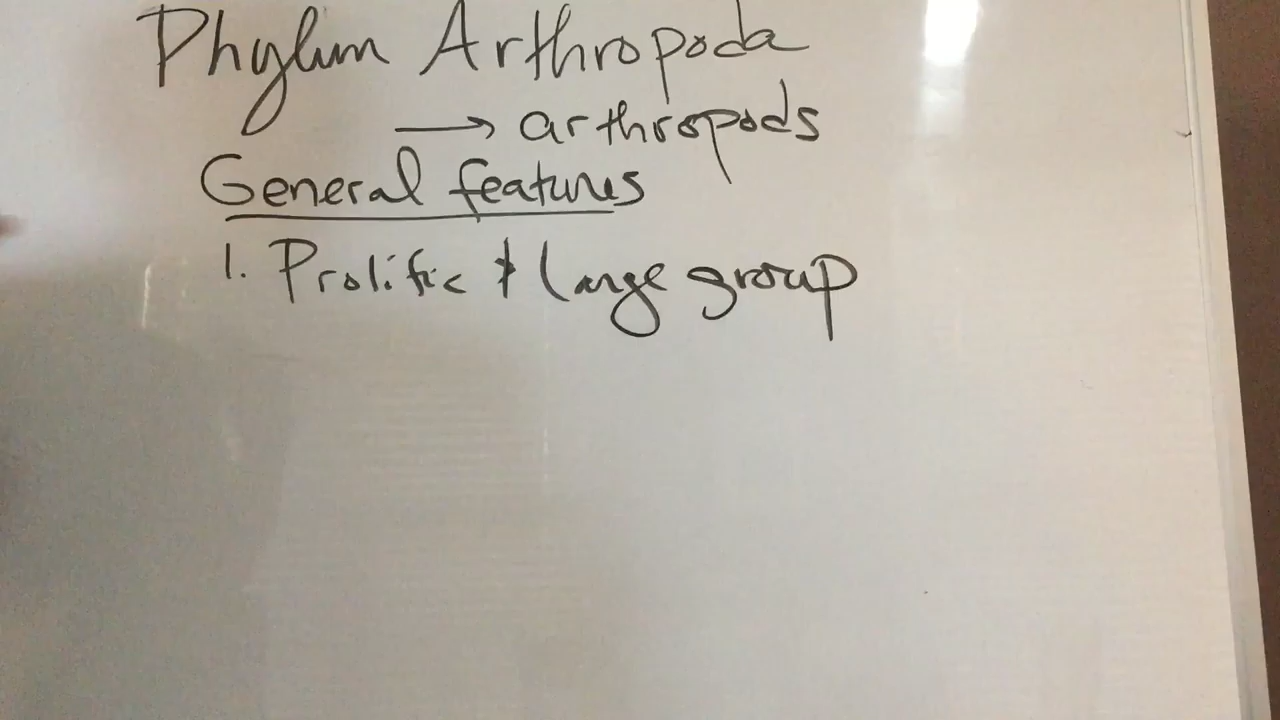 Phylum Arthropoda
→ arthropods
General features
1. Prolific & large group